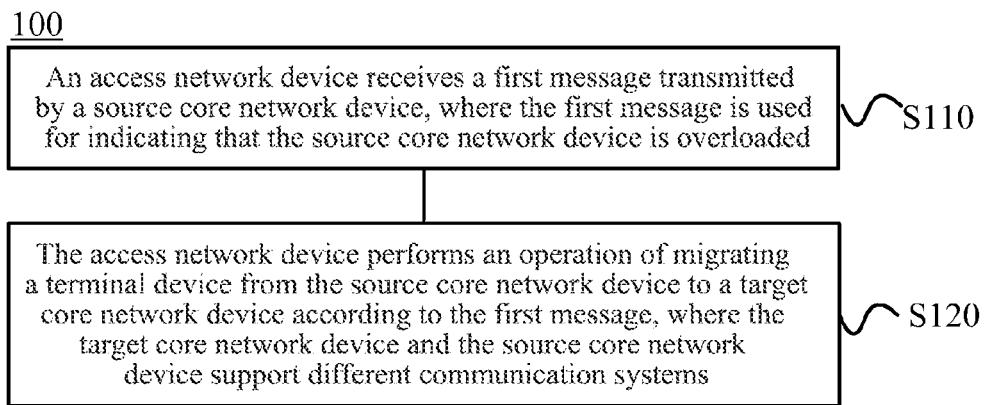 100
An access network device receives a first message transmitted
by a source core network device, where the first message is used
for indicating that the source core network device is overloaded
S110
The access network device performs an operation of migrating
a terminal device from the source core network device to a target
core network device according to the first message, where the
target core network device and the source core network
device support different communication systems
S120